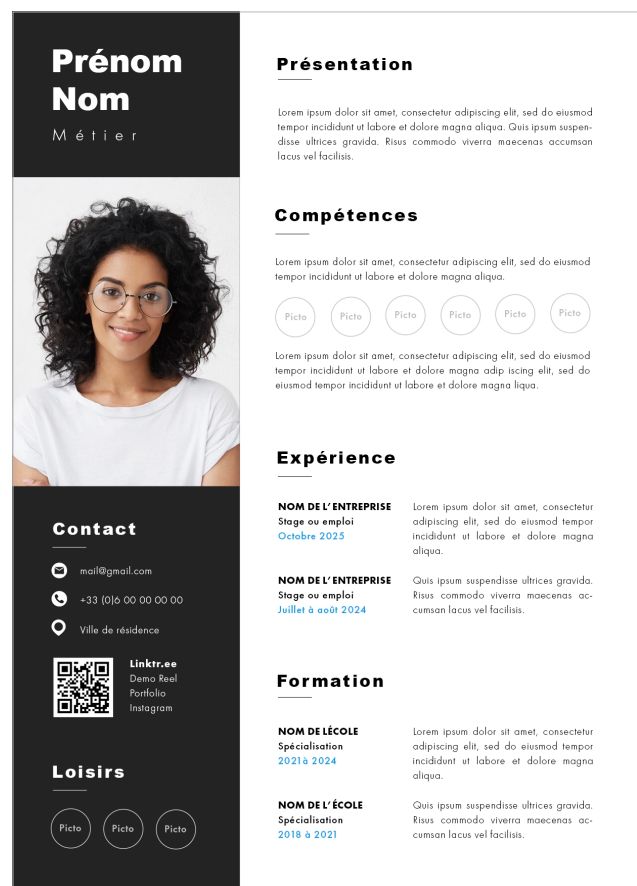 Prénom
Nom
Métier
Contact
mail@gmail.com
+33 (0)6 00 00 00 00
Ville de résidence
Linktr.ee
Demo Reel
Portfolio
Instagram
Loisirs
Picto Picto Picto
Présentation
Lorem ipsum dolor sit amet, consectetur adipiscing elit, sed do eiusmod
tempor incididunt ut labore et dolore magna aliqua. Quis ipsum suspen-
disse ultrices gravida. Risus commodo viverra maecenas accumsan
lacus vel facilisis.
Compétences
Lorem ipsum dolor sit amet, consectetur adipiscing elit, sed do eiusmod
tempor incididunt ut labore et dolore magna aliqua.
Picto Picto Picto Picto Picto Picto
Lorem ipsum dolor sit amet, consectetur adipiscing elit, sed do eiusmod
tempor incididunt ut labore et dolore magna adip iscing elit, sed do
eiusmod tempor incididunt ut labore et dolore magna liqua.
Expérience
NOM DE L’ENTREPRISE
Stage ou emploi
Octobre 2025
Lorem ipsum dolor sit amet, consectetur
adipiscing elit, sed do eiusmod tempor
incididunt ut labore et dolore magna
aliqua.
NOM DE L’ENTREPRISE
Stage ou emploi
Juillet à août 2024
Quis ipsum suspendisse ultrices gravida.
Risus commodo viverra maecenas ac-
cumsan lacus vel facilisis.
Formation
NOM DE LÉCOLE
Spécialisation
2021à 2024
Lorem ipsum dolor sit amet, consectetur
adipiscing elit, sed do eiusmod tempor
incididunt ut labore et dolore magna
aliqua.
NOM DE L’ÉCOLE
Spécialisation
2018 à 2021
Quis ipsum suspendisse ultrices gravida.
Risus commodo viverra maecenas ac-
cumsan lacus vel facilisis.